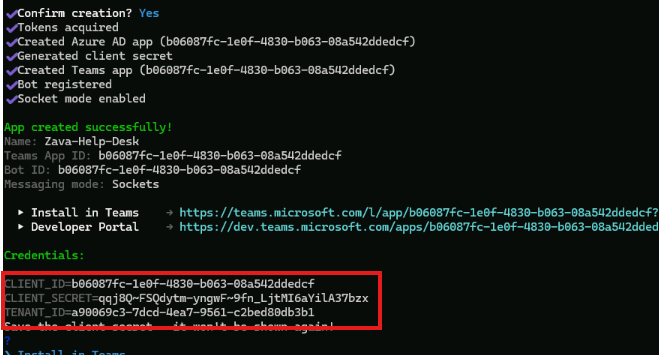 ✓Confirm creation? Yes
✓Tokens acquired
✓Created Azure AD app (b06087fc-1e0f-4830-b063-08a542ddedcf)
✓Generated client secret
✓Created Teams app (b06087fc-1e0f-4830-b063-08a542ddedcf)
✓Bot registered
✓Socket mode enabled
App created successfully!
Name: Zava-Help-Desk
Teams App ID: b06087fc-1e0f-4830-b063-08a542ddedcf
Bot ID: b06087fc-1e0f-4830-b063-08a542ddedcf
Messaging mode: Sockets
▸ Install in Teams → https://teams.microsoft.com/l/app/b06087fc-1e0f-4830-b063-08a542ddedcf?
▸ Developer Portal → https://dev.teams.microsoft.com/apps/b06087fc-1e0f-4830-b063-08a542dded
Credentials:
CLIENT_ID=b06087fc-1e0f-4830-b063-08a542ddedcf
CLIENT_SECRET=qqj8Q~FSQdytm-yngwF~9fn_LjtMI6aYilA37bzx
TENANT_ID=a90069c3-7dcd-4ea7-9561-c2bed80db3b1
Save the client secret - it won't be shown again!
?
❯ Install in Teams